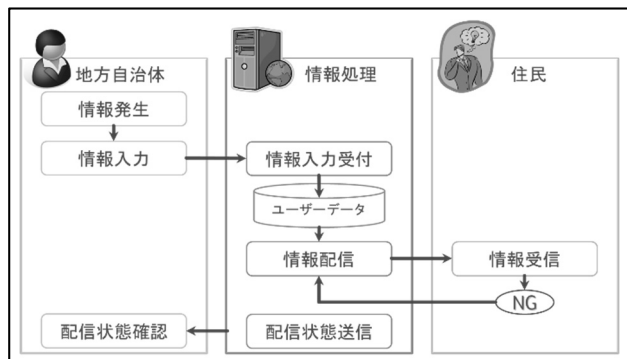 地方自治体
情報処理
住民
情報発生
情報入力
情報入力受付
ユーザーデータ
情報配信
情報受信
NG
配信状態確認
配信状態送信